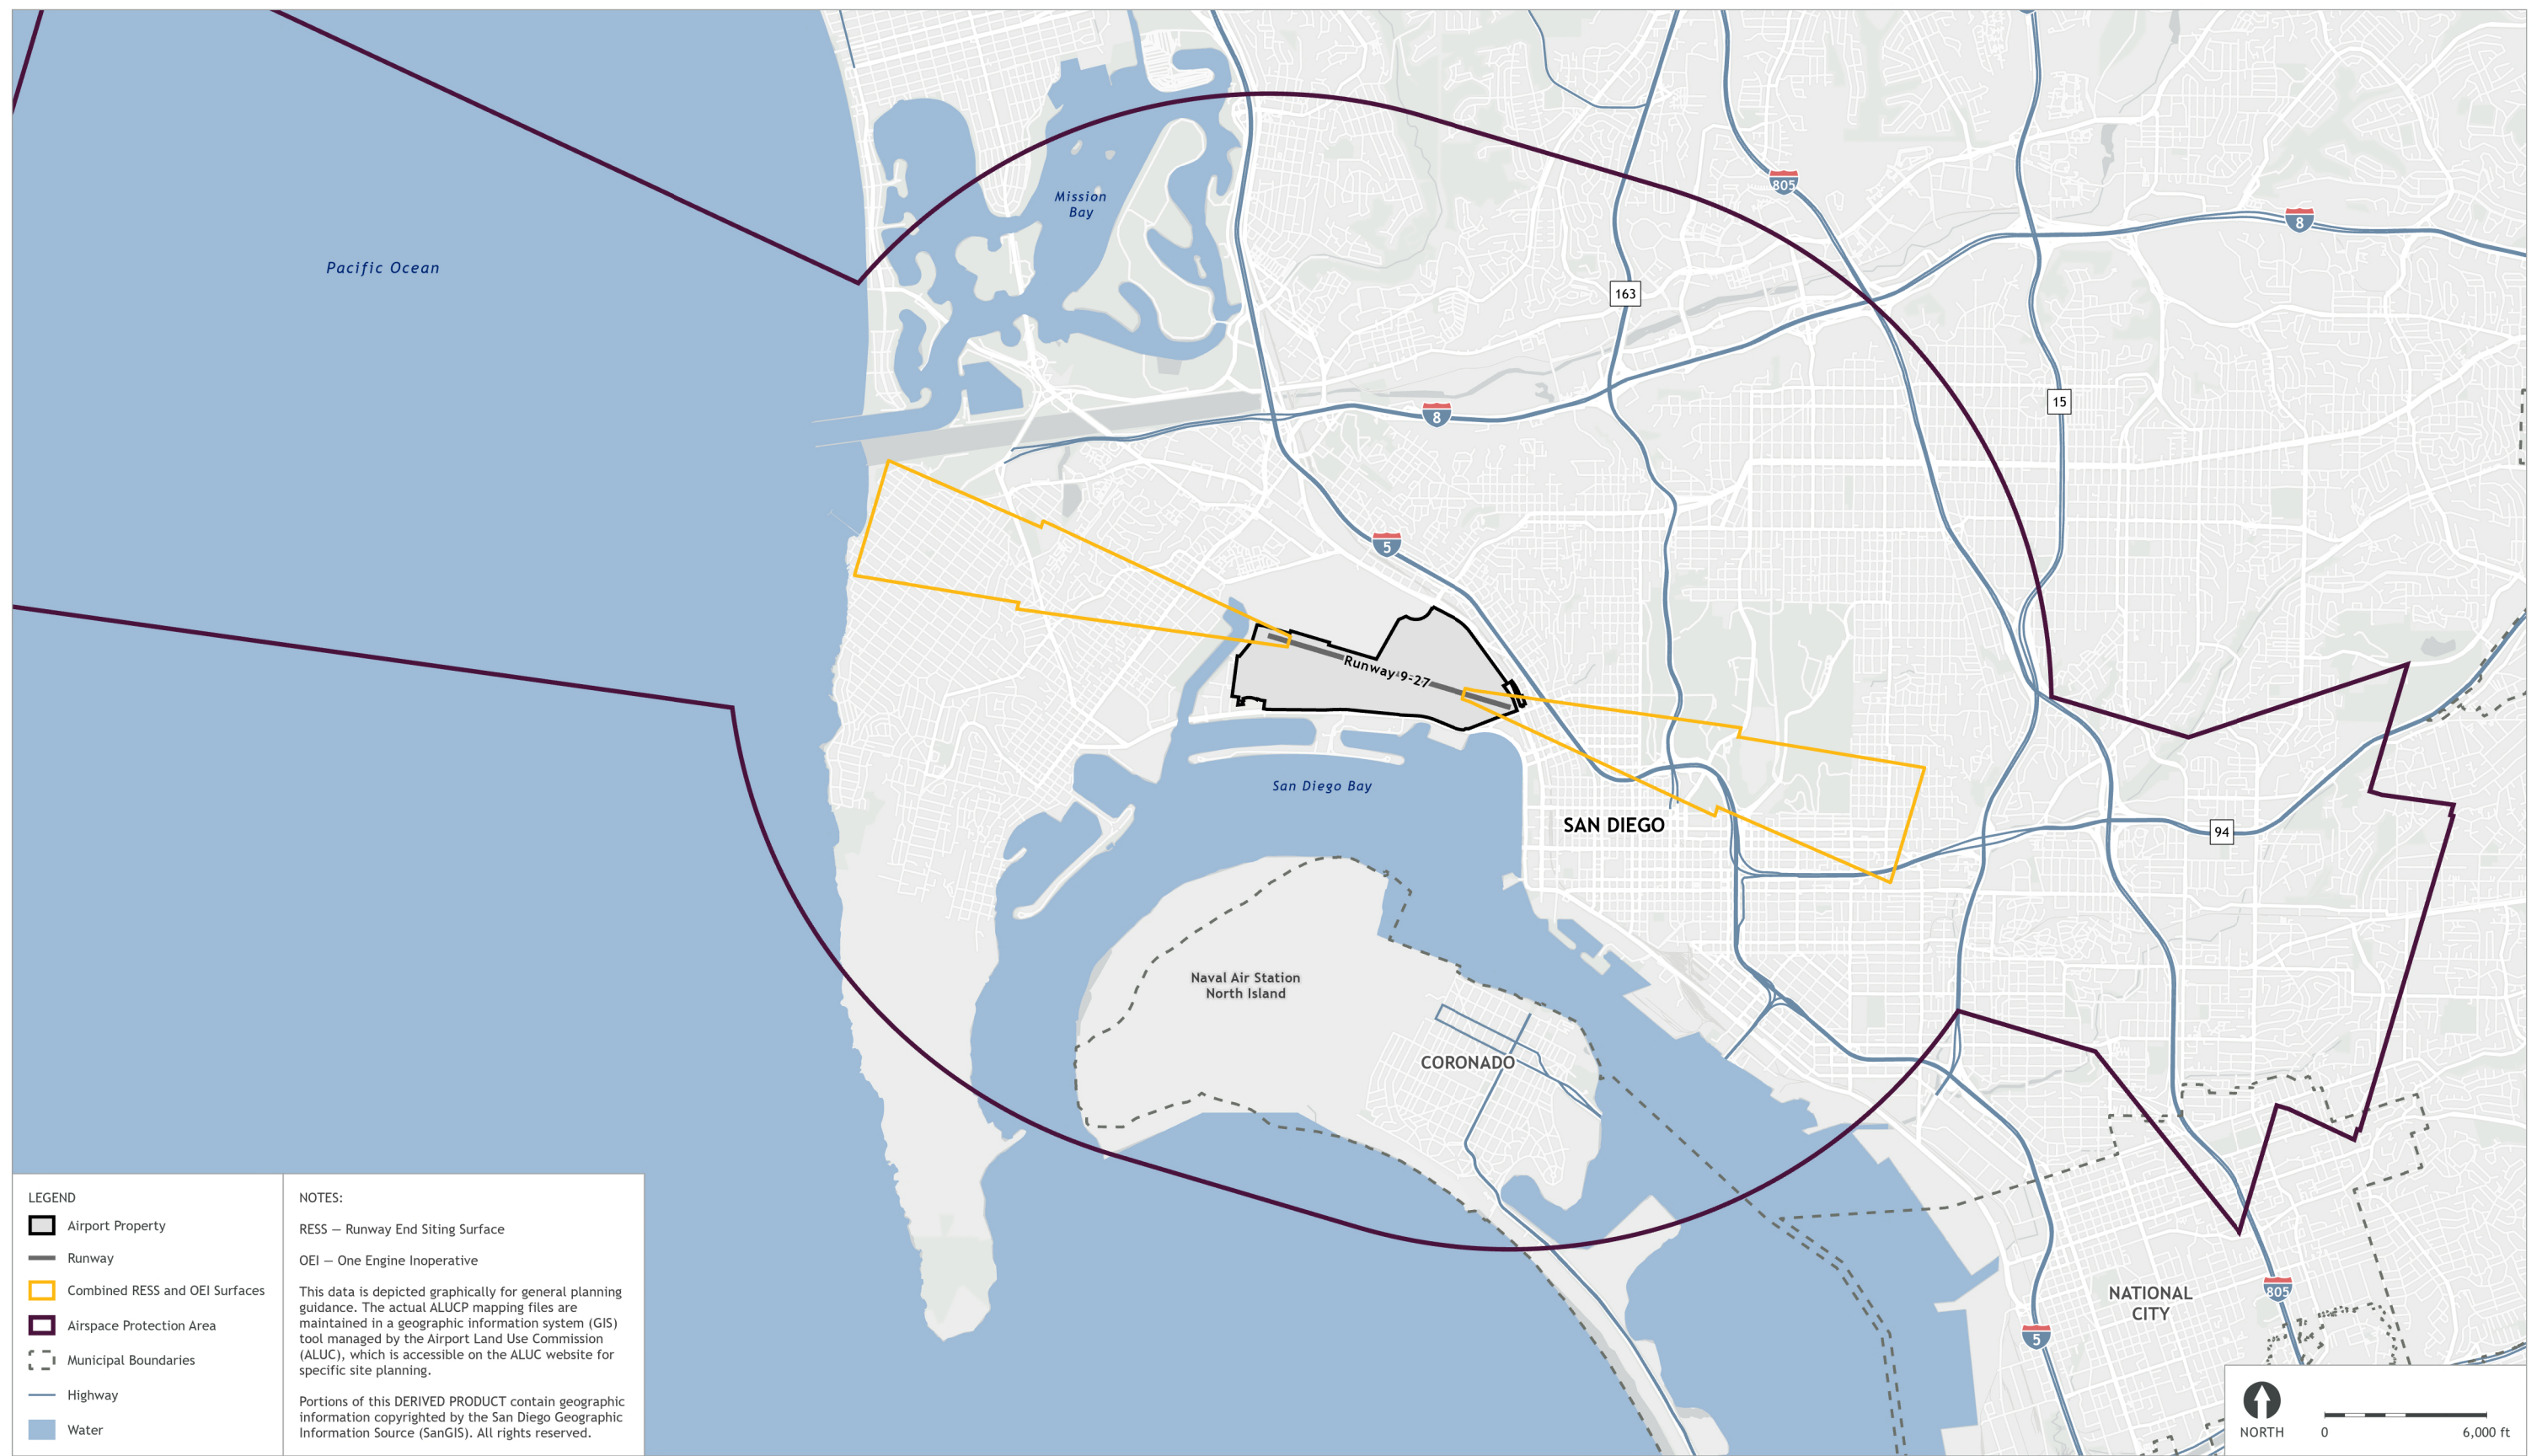 805
8
Mission
Bay
Pacific Ocean
163
15
8
5
Runway 9-27
San Diego Bay
SAN DIEGO
94
Naval Air Station
North Island
CORONADO
NATIONAL
CITY
805
5
LEGEND
Airport Property
Runway
Combined RESS and OEI Surfaces
Airspace Protection Area
Municipal Boundaries
Highway
Water
NOTES:
RESS — Runway End Siting Surface
OEI — One Engine Inoperative
This data is depicted graphically for general planning
guidance. The actual ALUCP mapping files are
maintained in a geographic information system (GIS)
tool managed by the Airport Land Use Commission
(ALUC), which is accessible on the ALUC website for
specific site planning.
Portions of this DERIVED PRODUCT contain geographic
information copyrighted by the San Diego Geographic
Information Source (SanGIS). All rights reserved.
NORTH
0 6,000 ft